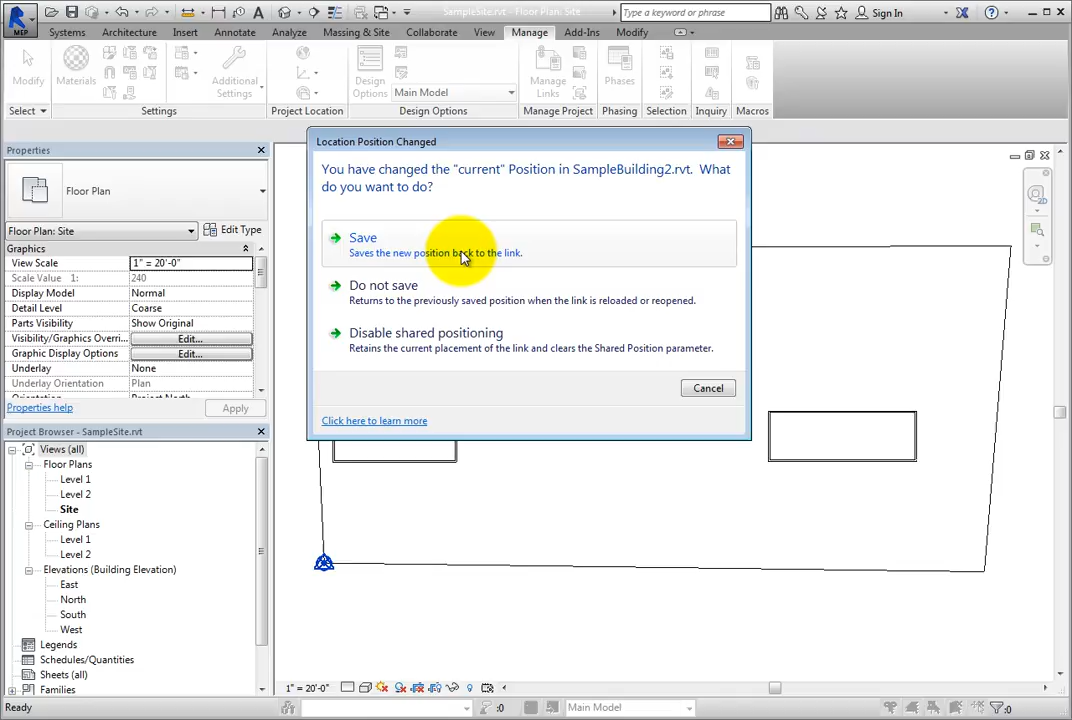 SampleSite.rvt - Floor Plan: Site
Type a keyword or phrase
Sign In
MEP
Systems
Architecture
Insert
Annotate
Analyze
Massing & Site
Collaborate
View
Manage
Add-Ins
Modify
Modify
Materials
Additional
Settings
Design
Options
Main Model
Manage
Links
Phases
Select
Settings
Project Location
Design Options
Manage Project
Phasing
Selection
Inquiry
Macros
Properties
Floor Plan
Floor Plan: Site
Edit Type
Graphics
View Scale
1" = 20'-0"
Scale Value 1:
240
Display Model
Normal
Detail Level
Coarse
Parts Visibility
Show Original
Visibility/Graphics Overri...
Edit...
Graphic Display Options
Edit...
Underlay
None
Underlay Orientation
Plan
Orientation
Project North
Properties help
Apply
Project Browser - SampleSite.rvt
Views (all)
Floor Plans
Level 1
Level 2
Site
Ceiling Plans
Level 1
Level 2
Elevations (Building Elevation)
East
North
South
West
Legends
Schedules/Quantities
Sheets (all)
Families
Location Position Changed
You have changed the "current" Position in SampleBuilding2.rvt. What
do you want to do?
Save
Saves the new position back to the link.
Do not save
Returns to the previously saved position when the link is reloaded or reopened.
Disable shared positioning
Retains the current placement of the link and clears the Shared Position parameter.
Cancel
Click here to learn more
1" = 20'-0"
Ready
:0
Main Model
:0